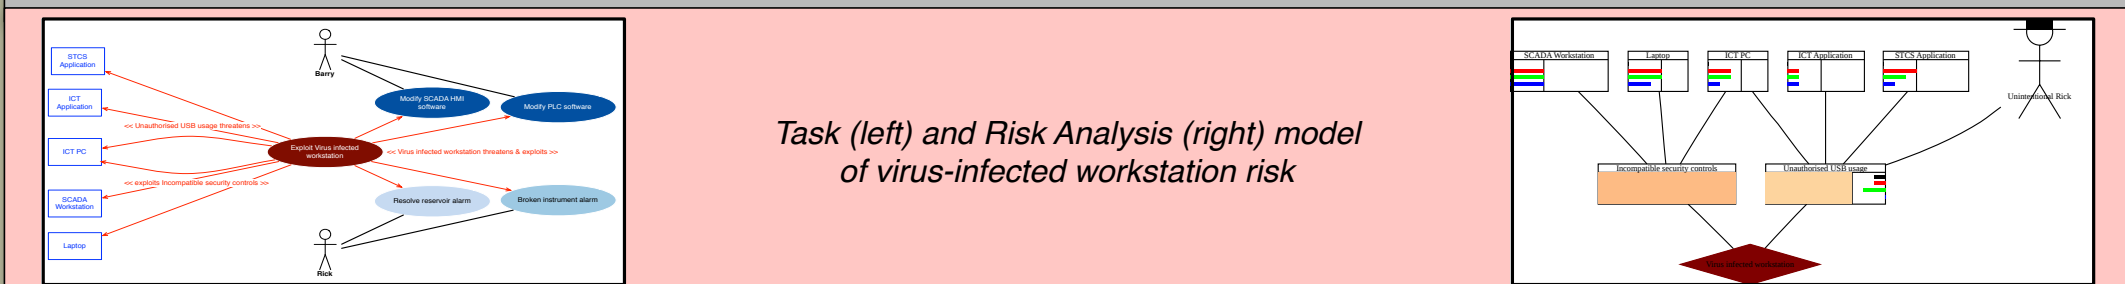 STCS
Application
ICT
Application
ICT PC
SCADA
Workstation
Laptop
<< Unauthorised USB usage threatens >>
<< exploits Incompatible security controls >>
Exploit Virus infected
workstation
<< Virus infected workstation threatens & exploits >>
Barry
Modify SCADA HMI
software
Modify PLC software
Resolve reservoir alarm
Broken instrument alarm
Rick
Task (left) and Risk Analysis (right) model
of virus-infected workstation risk
SCADA Workstation
Laptop
ICT PC
ICT Application
STCS Application
Unintentional Rick
Incompatible security controls
Unauthorised USB usage
Virus infected workstation